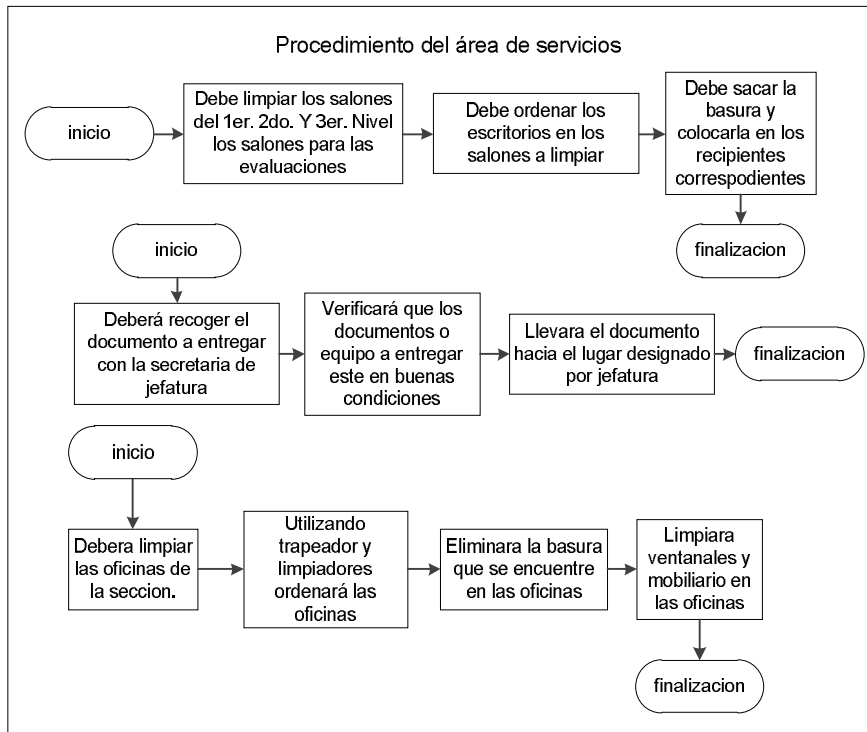 Procedimiento del área de servicios
inicio
Debe limpiar los salones
del 1er. 2do. Y 3er. Nivel
los salones para las
evaluaciones
Debe ordenar los
escritorios en los
salones a limpiar
Debe sacar la
basura y
colocarla en los
recipientes
correspodientes
finalizacion
inicio
Deberá recoger el
documento a entregar
con la secretaria de
jefatura
Verificará que los
documentos o
equipo a entregar
este en buenas
condiciones
Llevara el documento
hacia el lugar designado
por jefatura
finalizacion
inicio
Debera limpiar
las oficinas de
la seccion.
Utilizando
trapeador y
limpiadores
ordenará las
oficinas
Eliminara la basura
que se encuentre
en las oficinas
Limpiara
ventanales y
mobiliario en
las oficinas
finalizacion